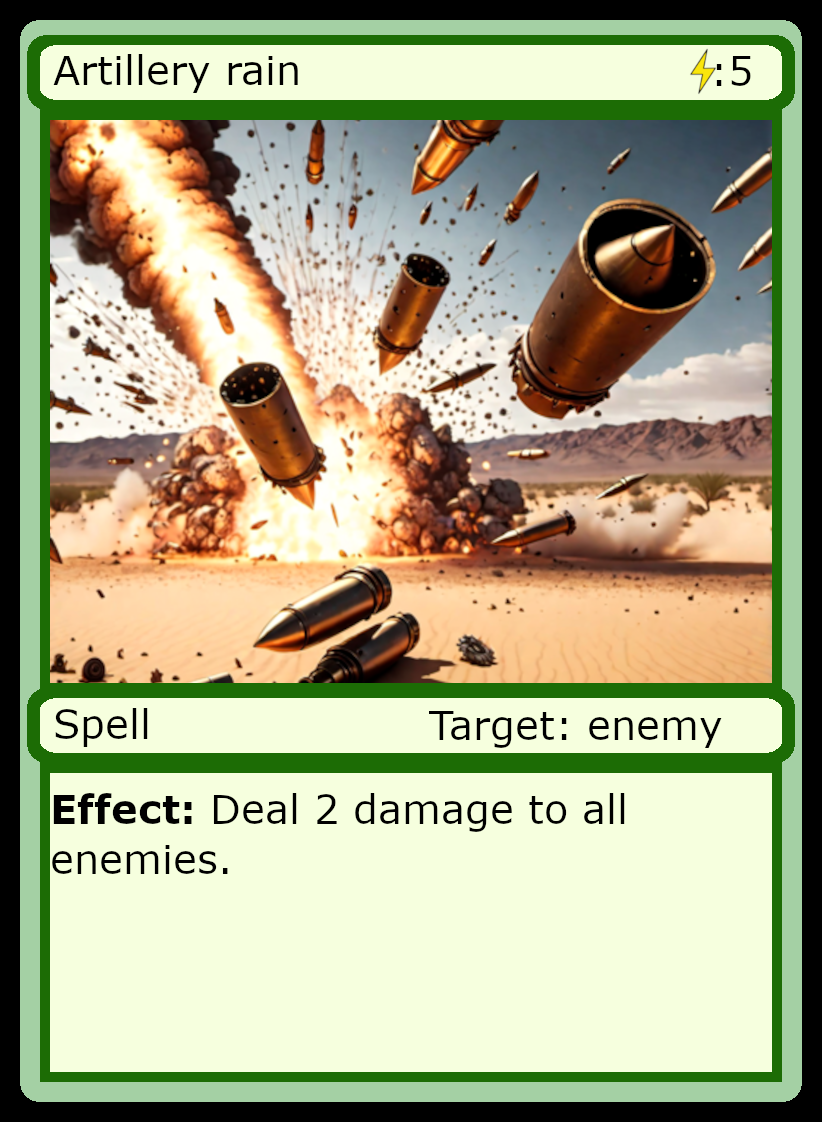 Artillery rain ⚡:5
Spell Target: enemy
Effect: Deal 2 damage to all
enemies.